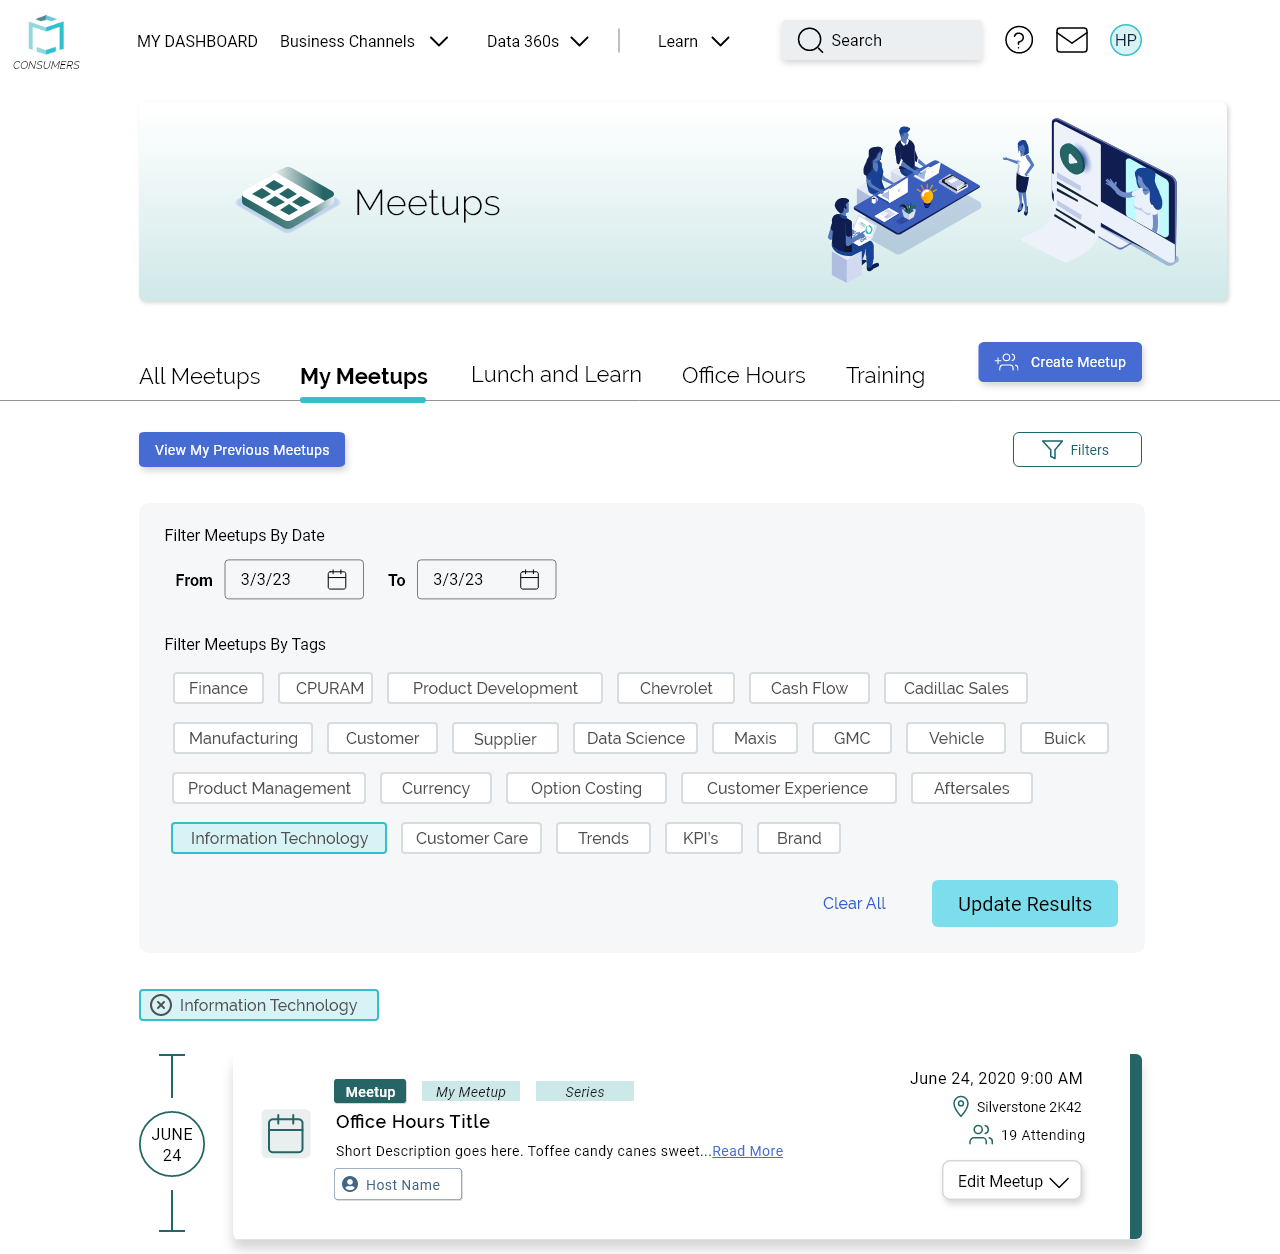 CONSUMERS
MY DASHBOARD Business Channels Data 360s Learn Search HP
Meetups
All Meetups My Meetups Lunch and Learn Office Hours Training Create Meetup
View My Previous Meetups Filters
Filter Meetups By Date
From 3/3/23 To 3/3/23
Filter Meetups By Tags
Finance CPURAM Product Development Chevrolet Cash Flow Cadillac Sales
Manufacturing Customer Supplier Data Science Maxis GMC Vehicle Buick
Product Management Currency Option Costing Customer Experience Aftersales
Information Technology Customer Care Trends KPI's Brand
Clear All Update Results
Information Technology
JUNE
24
Meetup My Meetup Series
Office Hours Title
Short Description goes here. Toffee candy canes sweet...Read More
Host Name
June 24, 2020 9:00 AM
Silverstone 2K42
19 Attending
Edit Meetup